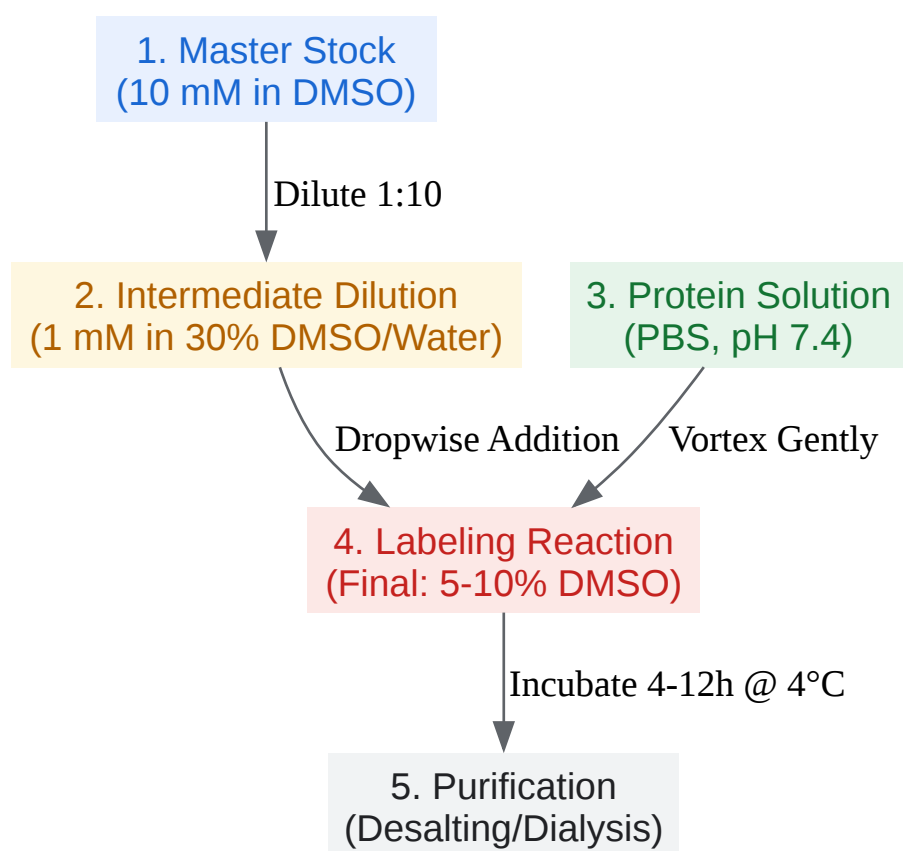 1. Master Stock
(10 mM in DMSO)
Dilute 1:10
2. Intermediate Dilution
(1 mM in 30% DMSO/Water)
3. Protein Solution
(PBS, pH 7.4)
Dropwise Addition
Vortex Gently
4. Labeling Reaction
(Final: 5-10% DMSO)
Incubate 4-12h @ 4°C
5. Purification
(Desalting/Dialysis)